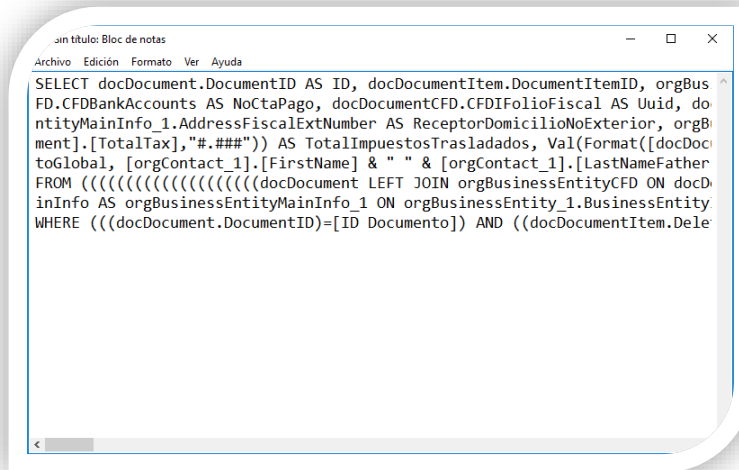 Sin título: Bloc de notas
Archivo Edición Formato Ver Ayuda
SELECT docDocument.DocumentID AS ID, docDocumentItem.DocumentItemID, orgBus
FD.CFDBankAccounts AS NoCtaPago, docDocumentCFD.CFDIFolioFiscal AS Uuid, do
ntityMainInfo_1.AddressFiscalExtNumber AS ReceptorDomicilioNoExterior, orgB
ment].[TotalTax],"#.###")) AS TotalImpuestosTrasladados, Val(Format([docDocu
toGlobal, [orgContact_1].[FirstName] & " " & [orgContact_1].[LastNameFather
FROM ((((((((((((((((((((docDocument LEFT JOIN orgBusinessEntityCFD ON docD
inInfo AS orgBusinessEntityMainInfo_1 ON orgBusinessEntity_1.BusinessEntity
WHERE (((docDocument.DocumentID)=[ID Documento]) AND ((docDocumentItem.Dele